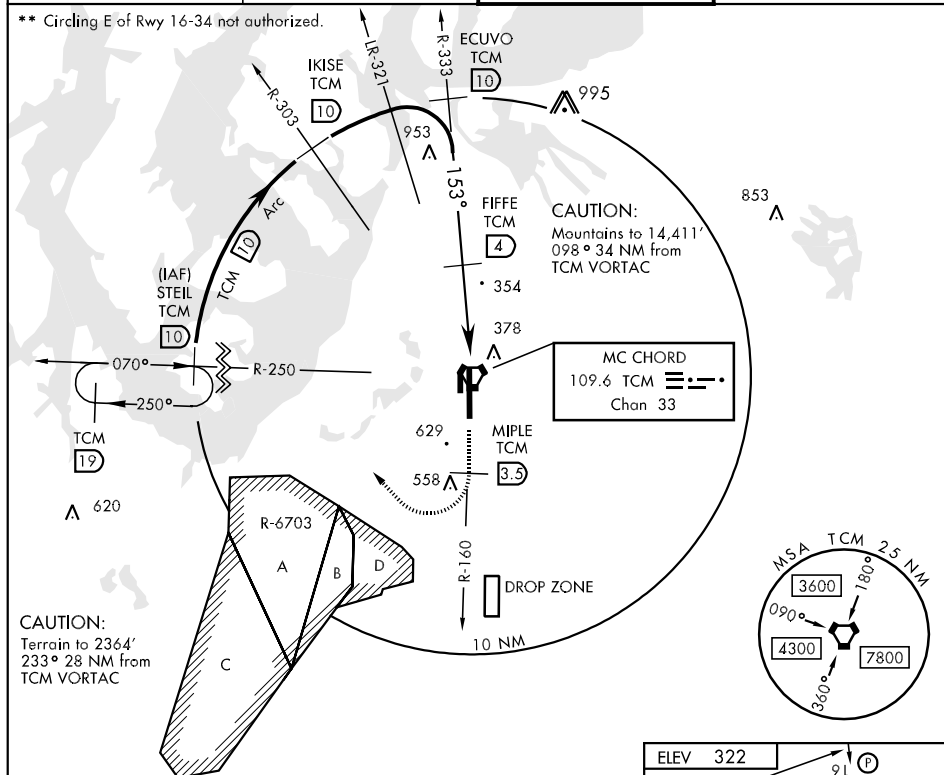 ** Circling E of Rwy 16-34 not authorized.
IKISE
TCM
10
LR-321
R-333
ECUVO
TCM
10
995
R-303
953
853
153°
Arc
10
TCM
FIFFE
TCM
4
CAUTION:
Mountains to 14,411'
098° 34 NM from
TCM VORTAC
354
(IAF)
STEIL
TCM
10
378
070°
R-250
250°
MC CHORD
109.6 TCM
Chan 33
TCM
19
629
MIPLE
TCM
3.5
558
620
R-6703
A
B
D
C
R-160
DROP ZONE
10 NM
CAUTION:
Terrain to 2364'
233° 28 NM from
TCM VORTAC
MSA TCM 25 NM
3600
180°
090°
4300
7800
360°
ELEV 322
16
P